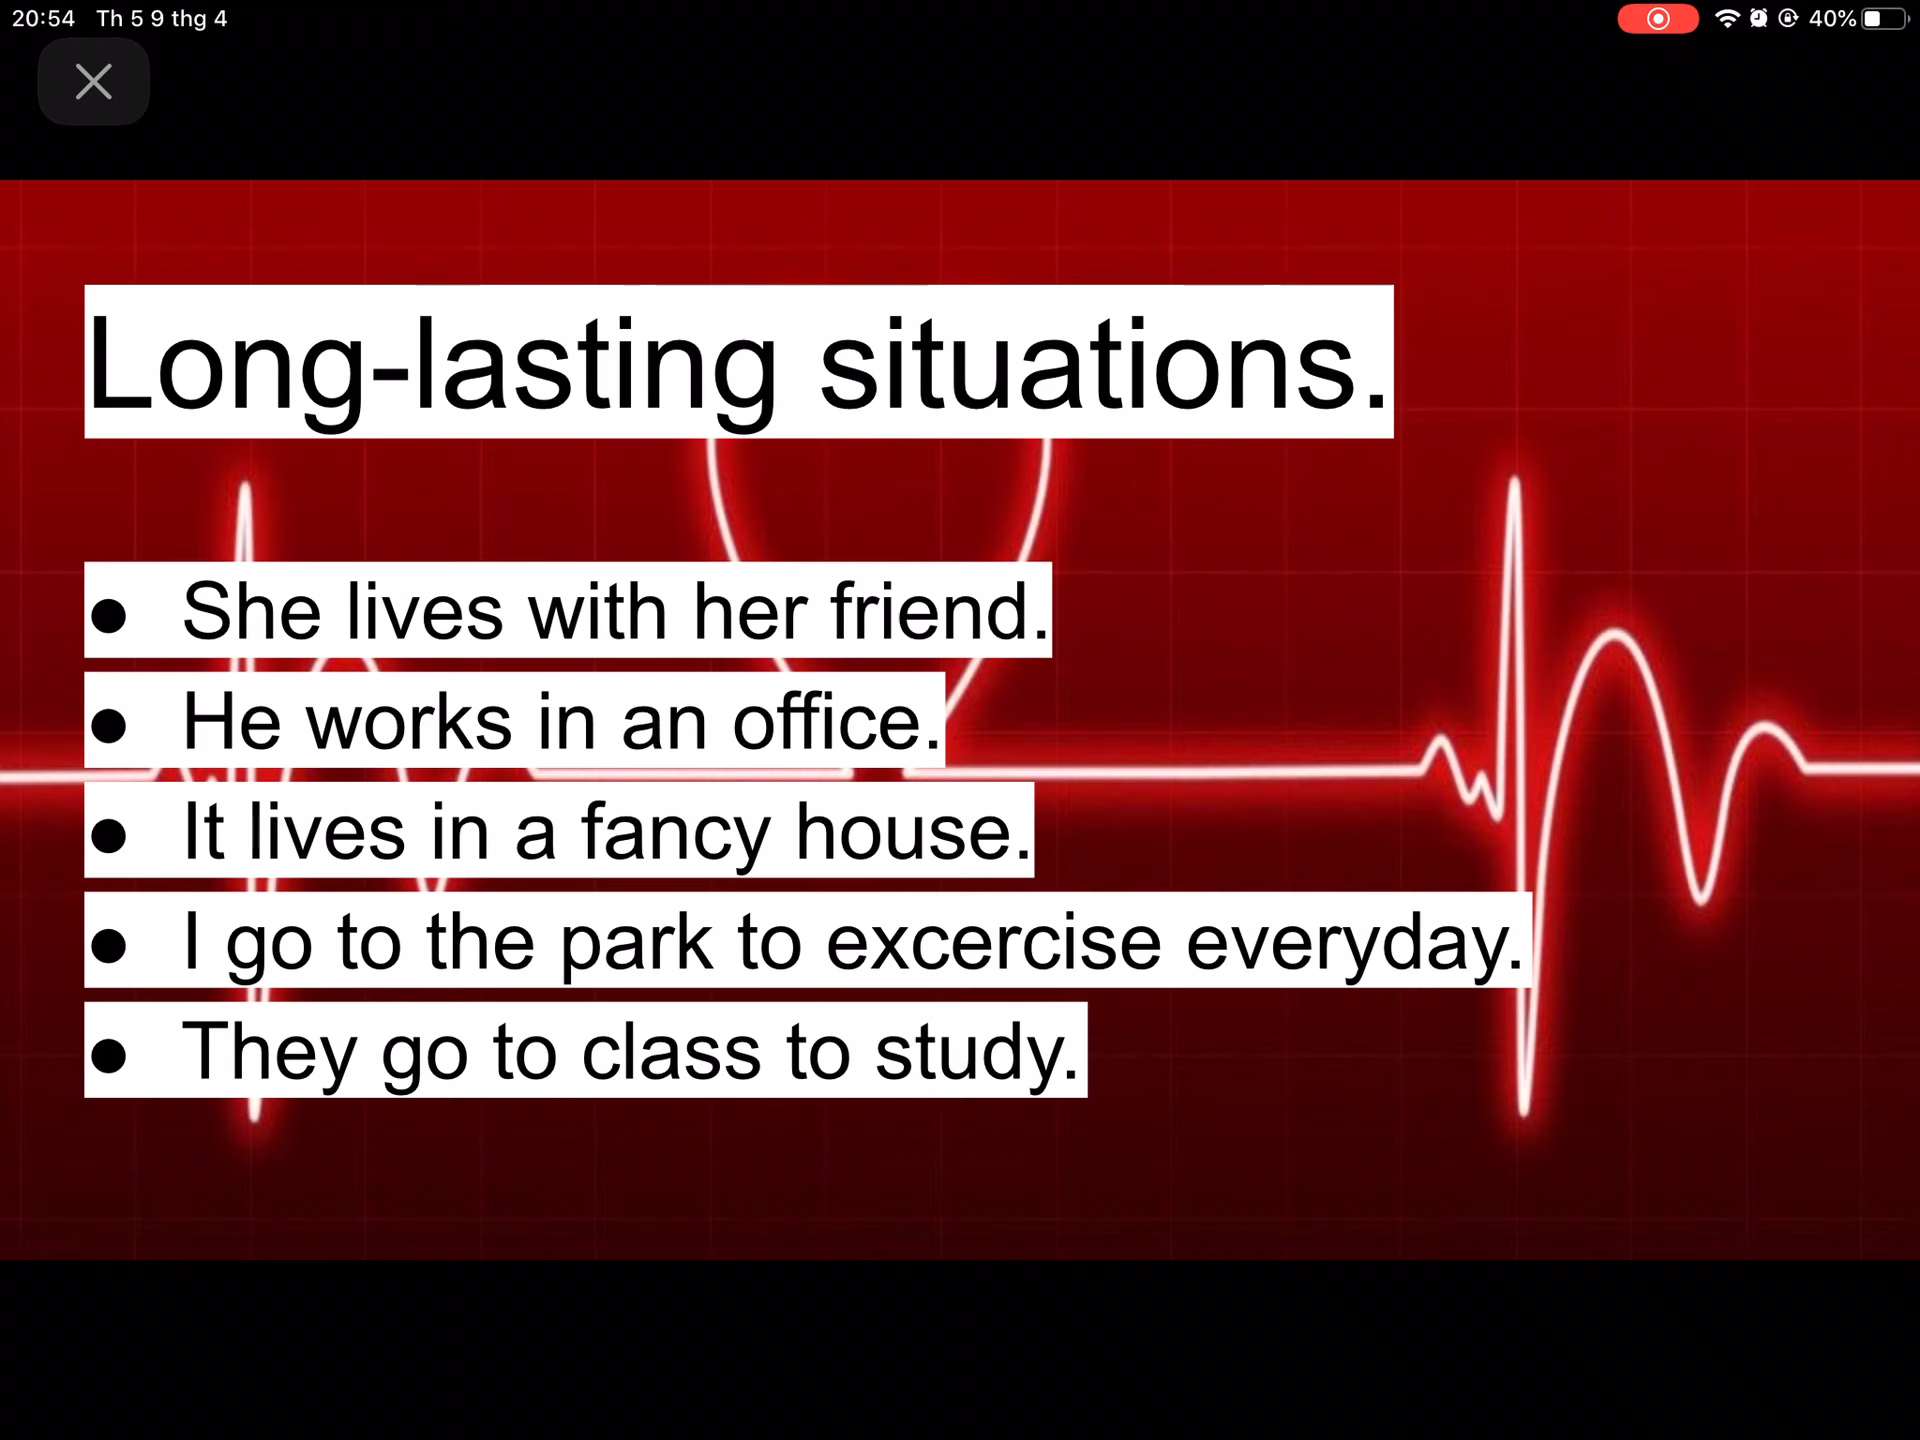 20:54 Th 5 9 thg 4 40%
Long-lasting situations.
● She lives with her friend.
● He works in an office.
● It lives in a fancy house.
● I go to the park to excercise everyday.
● They go to class to study.